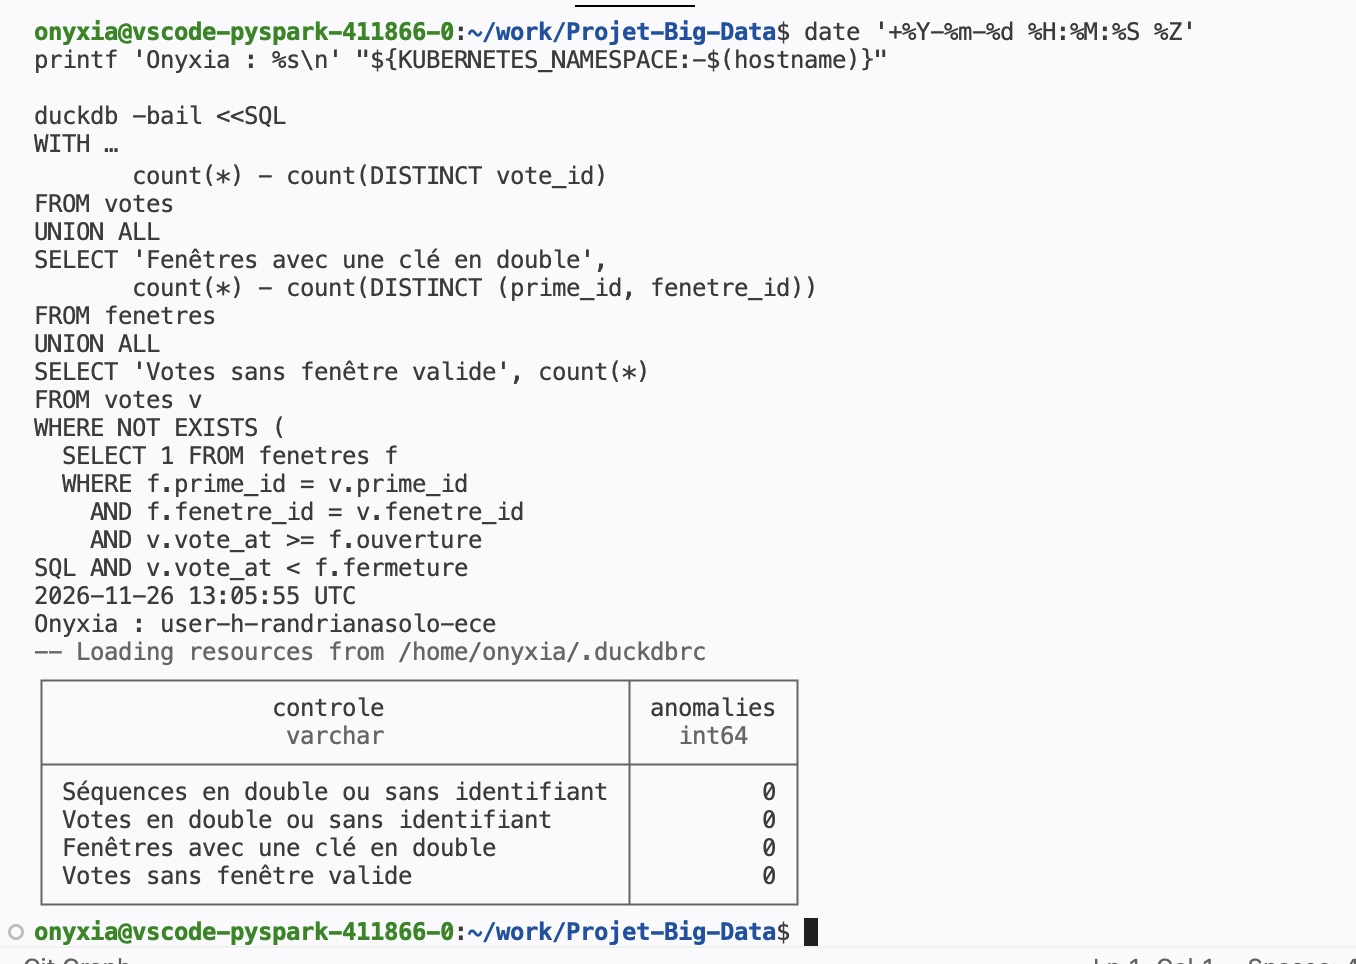 onyxia@vscode-pyspark-411866-0:~/work/Projet-Big-Data$ date '+%Y-%m-%d %H:%M:%S %Z'
printf 'Onyxia : %s\n' "${KUBERNETES_NAMESPACE:-$(hostname)}"
duckdb -bail <<SQL
WITH …
       count(*) - count(DISTINCT vote_id)
FROM votes
UNION ALL
SELECT 'Fenêtres avec une clé en double',
       count(*) - count(DISTINCT (prime_id, fenetre_id))
FROM fenetres
UNION ALL
SELECT 'Votes sans fenêtre valide', count(*)
FROM votes v
WHERE NOT EXISTS (
  SELECT 1 FROM fenetres f
  WHERE f.prime_id = v.prime_id
    AND f.fenetre_id = v.fenetre_id
    AND v.vote_at >= f.ouverture
SQL AND v.vote_at < f.fermeture
2026-11-26 13:05:55 UTC
Onyxia : user-h-randrianasolo-ece
-- Loading resources from /home/onyxia/.duckdbrc
controle anomalies
varchar int64
Séquences en double ou sans identifiant 0
Votes en double ou sans identifiant 0
Fenêtres avec une clé en double 0
Votes sans fenêtre valide 0
onyxia@vscode-pyspark-411866-0:~/work/Projet-Big-Data$